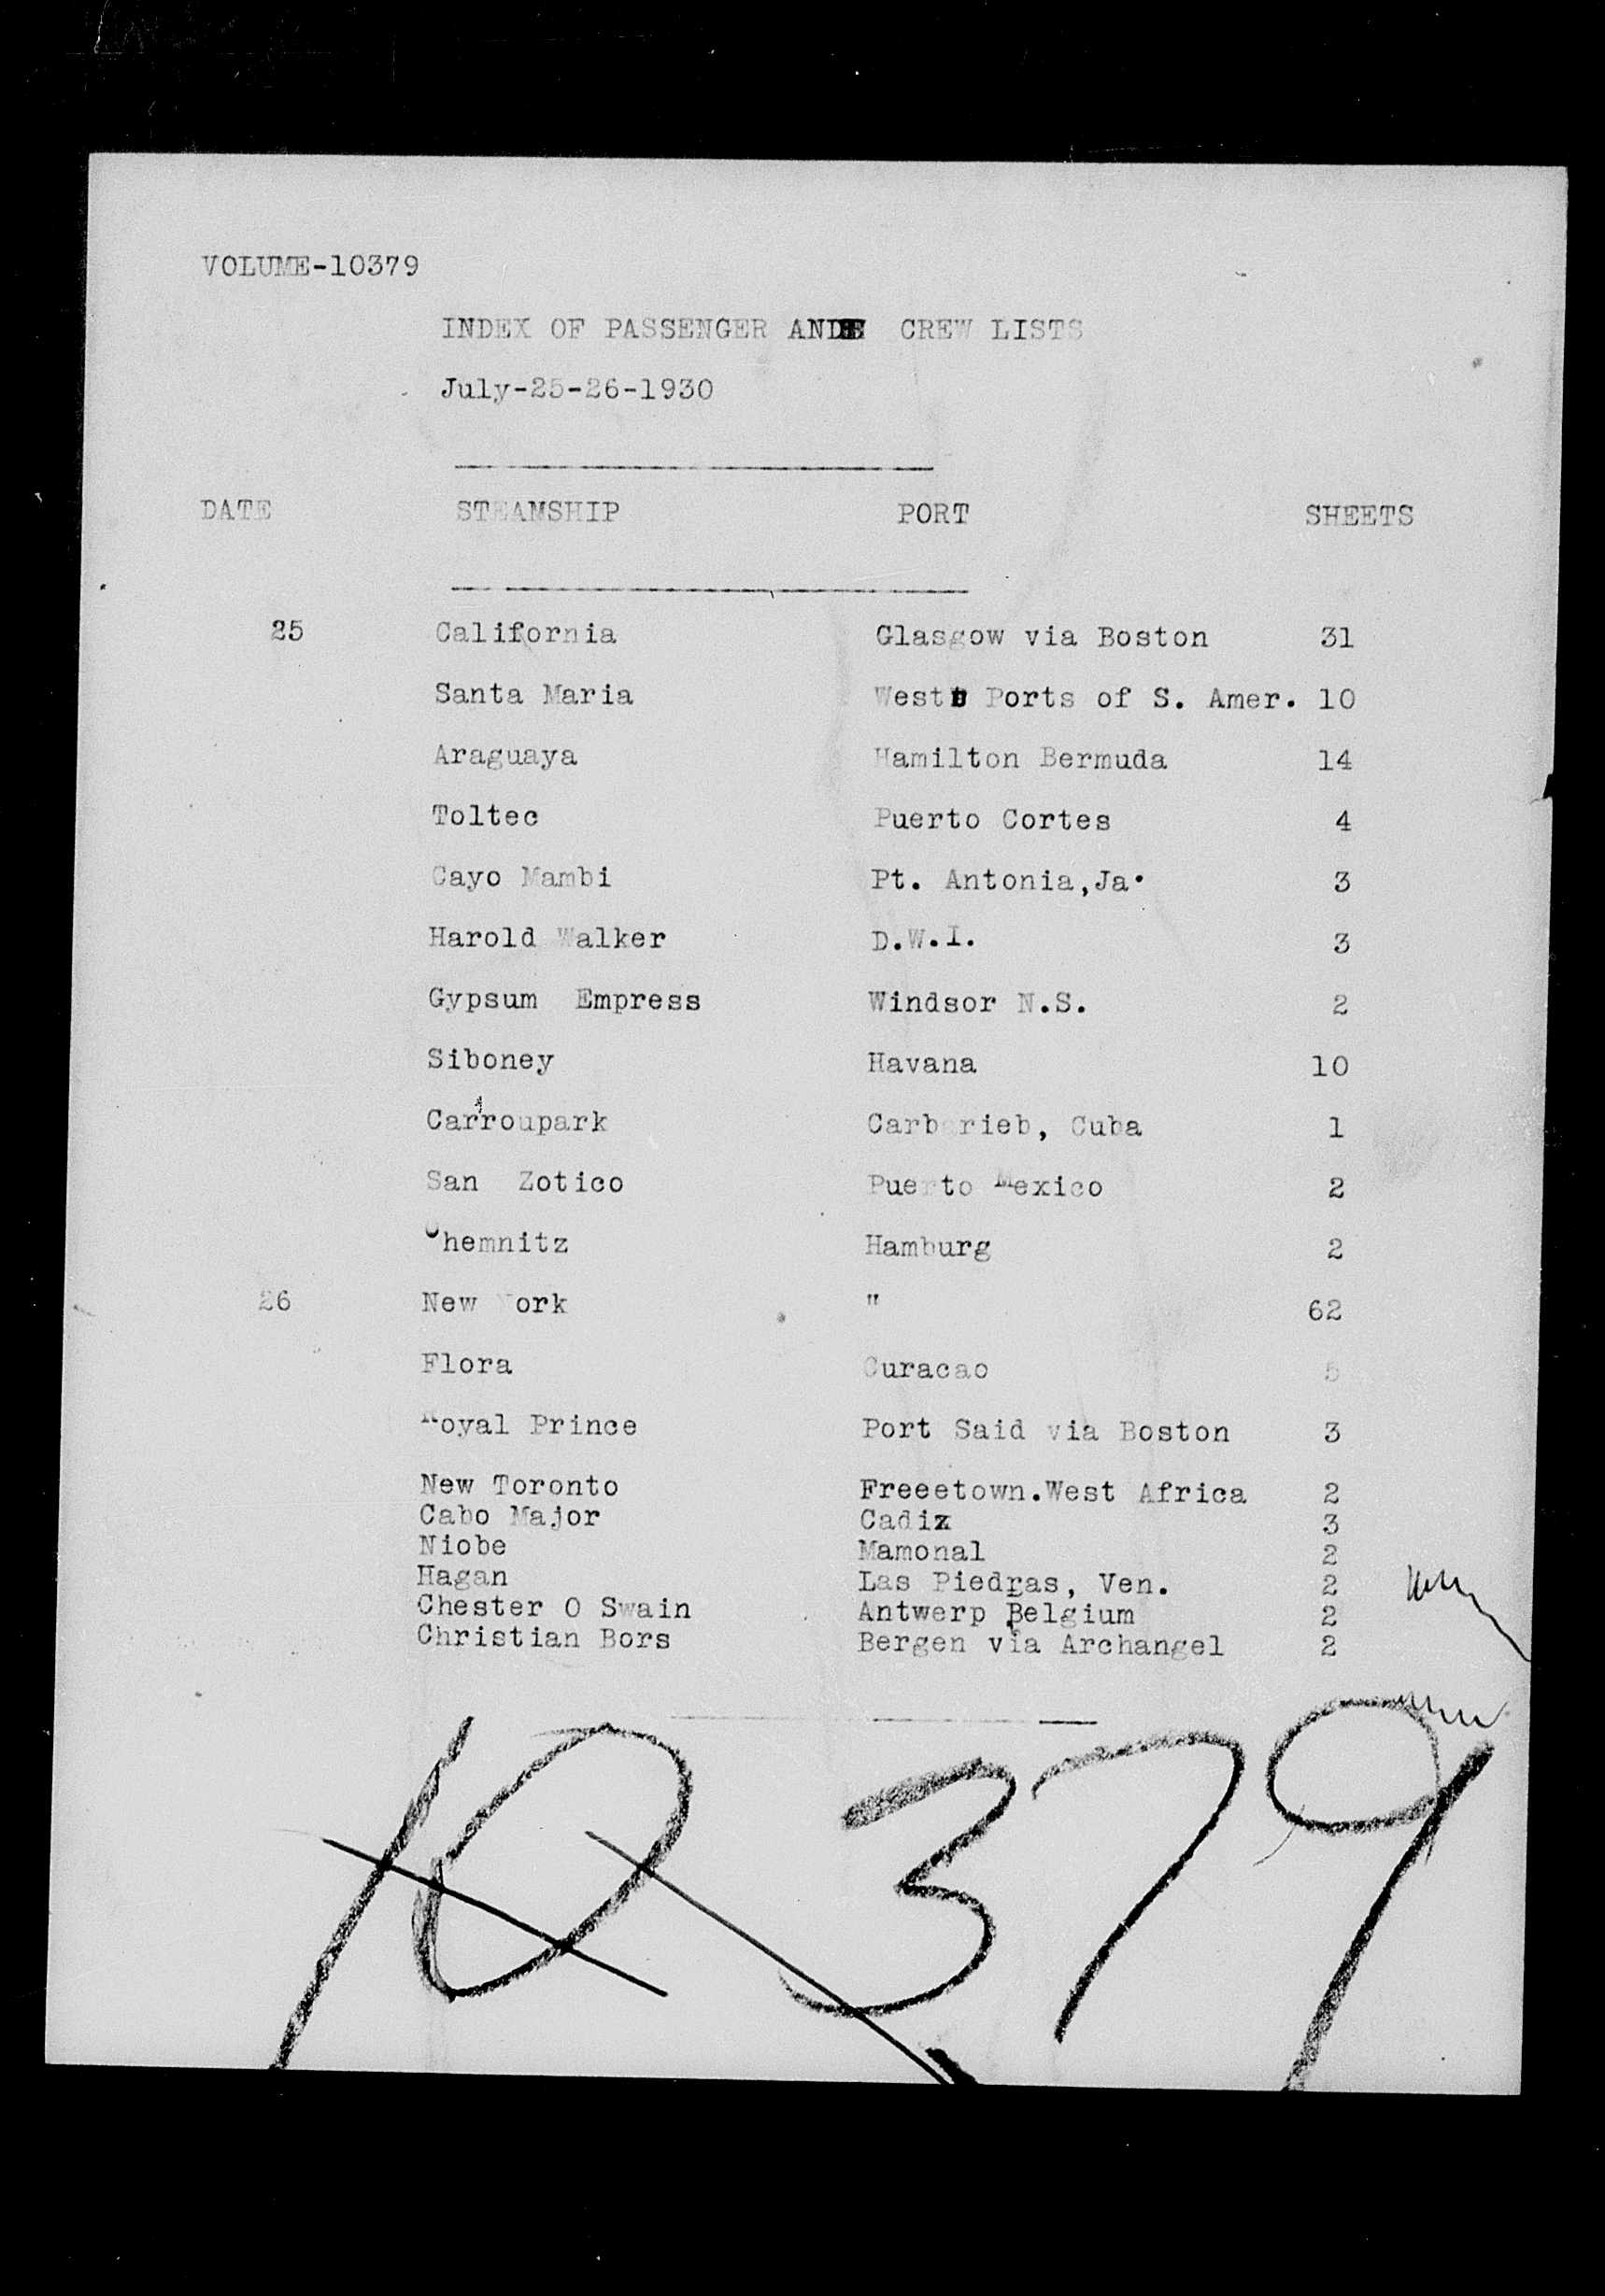 VOLUME-10379
INDEX OF PASSENGER AND CREW LISTS
July-25-26-1930
DATE STEAMSHIP PORT SHEETS
25 California Glasgow via Boston 31
Santa Maria West Ports of S. Amer. 10
Araguaya Hamilton Bermuda 14
Toltec Puerto Cortes 4
Cayo Mambi Pt. Antonia,Ja. 3
Harold Walker D.W.I. 3
Gypsum Empress Windsor N.S. 2
Siboney Havana 10
Carroupark Cuba 1
San Zotico Puerto Mexico 2
Chemnitz Hamburg 2
26 New York " 62
Flora Curacao 5
Royal Prince Port Said via Boston 3
New Toronto Freeetown.West Africa 2
Cabo Major Cadiz 3
Niobe Mamonal 2
Hagan Las Piedras, Ven. 2
Chester O Swain Antwerp Belgium 2
Christian Bors Bergen via Archangel 2
10379